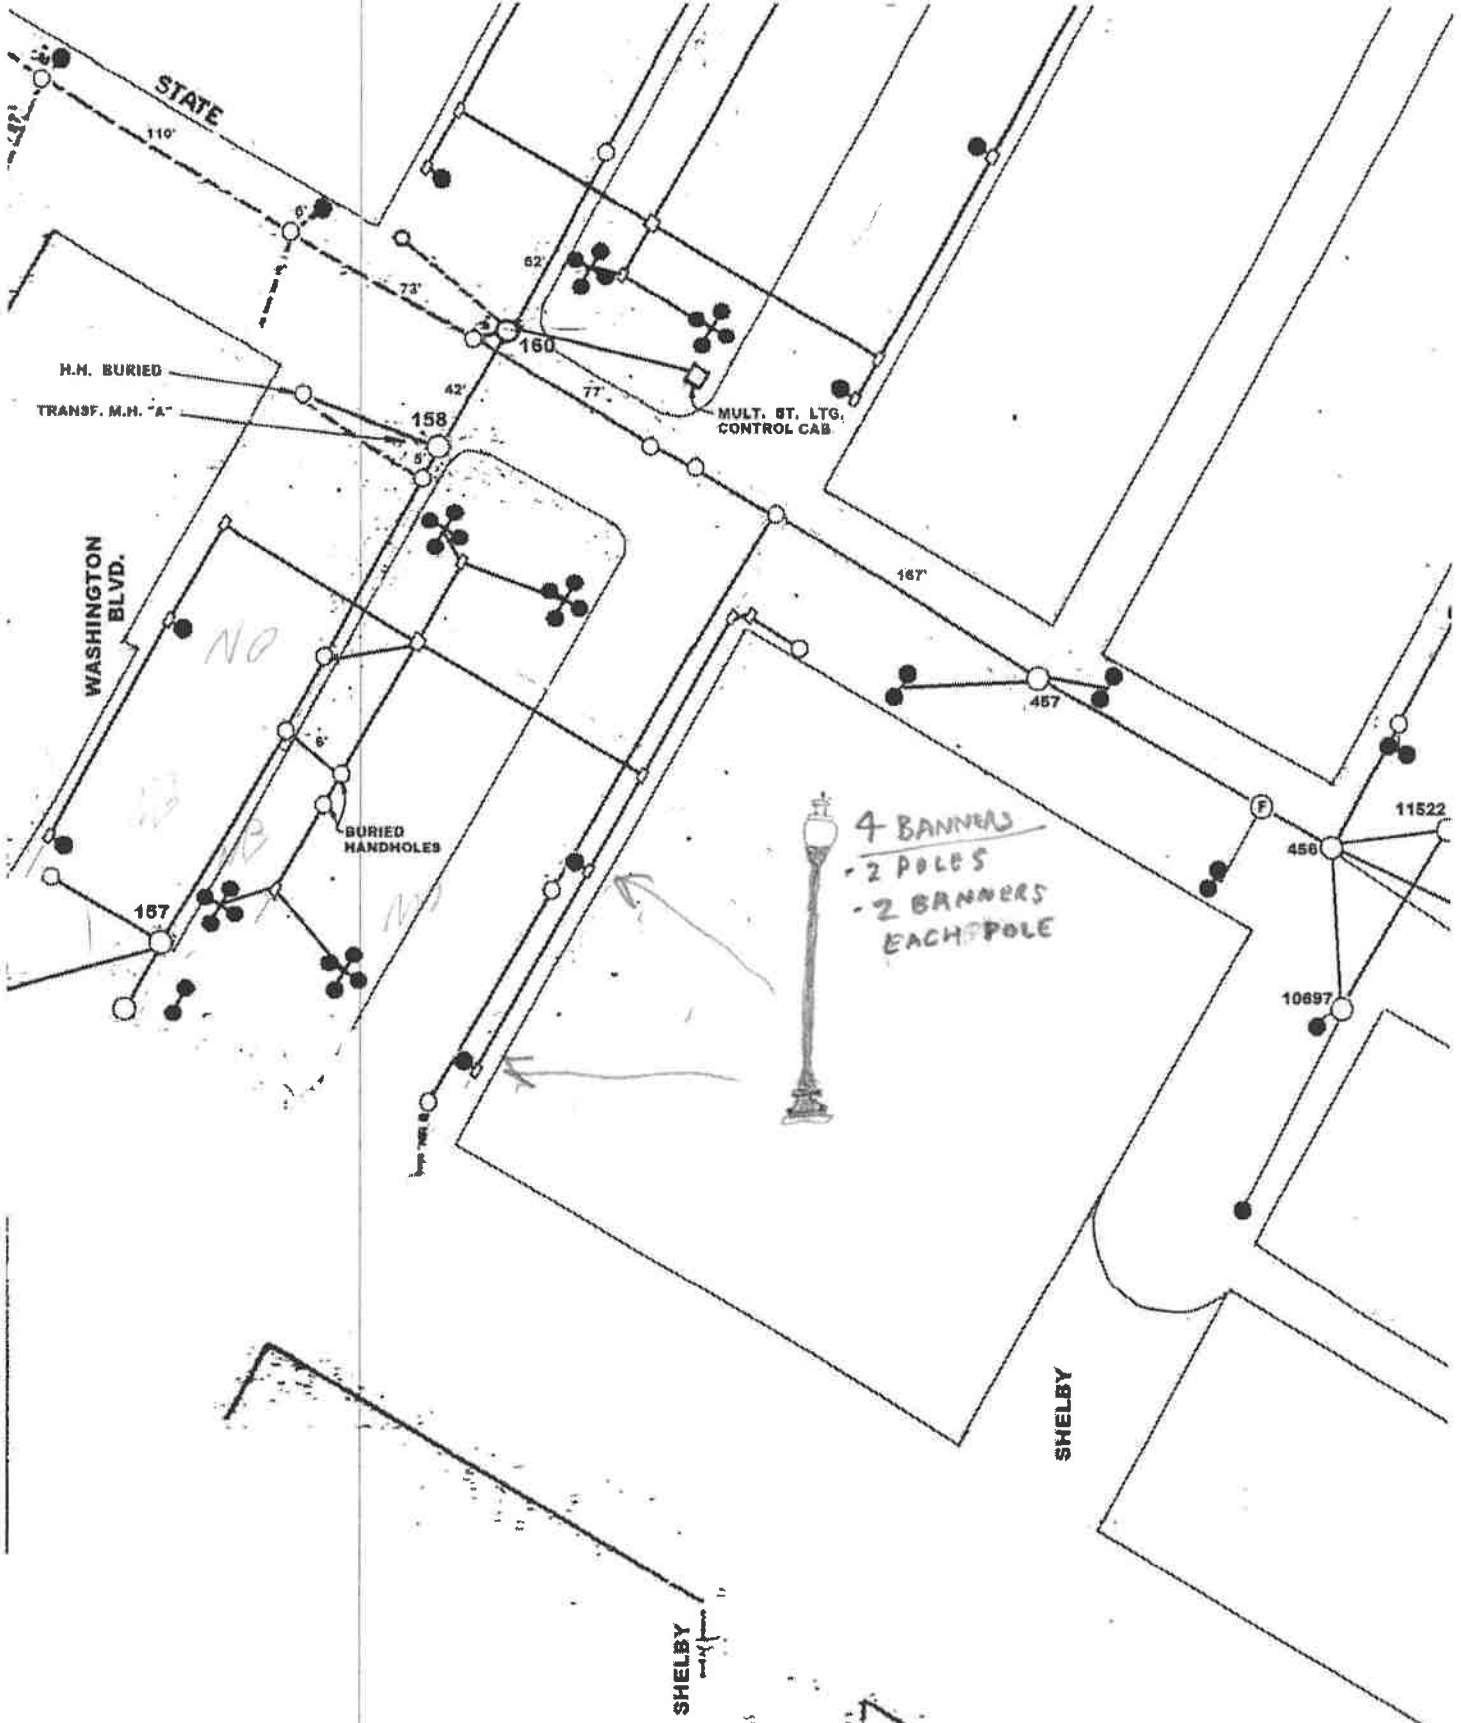 STATE
110'
6'
73'
62'
160
77'
42'
H.H. BURIED
TRANSF. M.H. "A"
158
5'
MULT. ST. LTG.
CONTROL CAB
WASHINGTON
BLVD.
NO
167'
457
6'
BURIED
HANDHOLES
157
4 BANNERS
- 2 POLES
- 2 BANNERS
EACH POLE
F
456
11522
10697
SHELBY
SHELBY